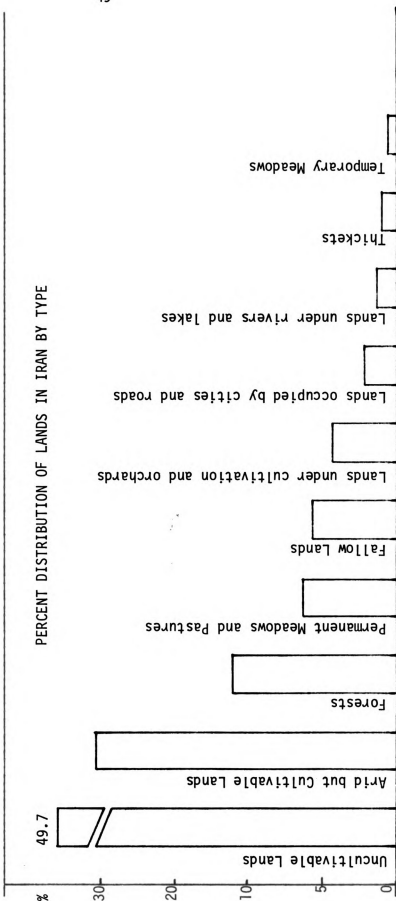 PERCENT DISTRIBUTION OF LANDS IN IRAN BY TYPE
%
30
20
10
5
0
49.7
Uncultivable Lands
Arid but Cultivable Lands
Forests
Permanent Meadows and Pastures
Fallow Lands
Lands under cultivation and orchards
Lands occupied by cities and roads
Lands under rivers and lakes
Thickets
Temporary Meadows